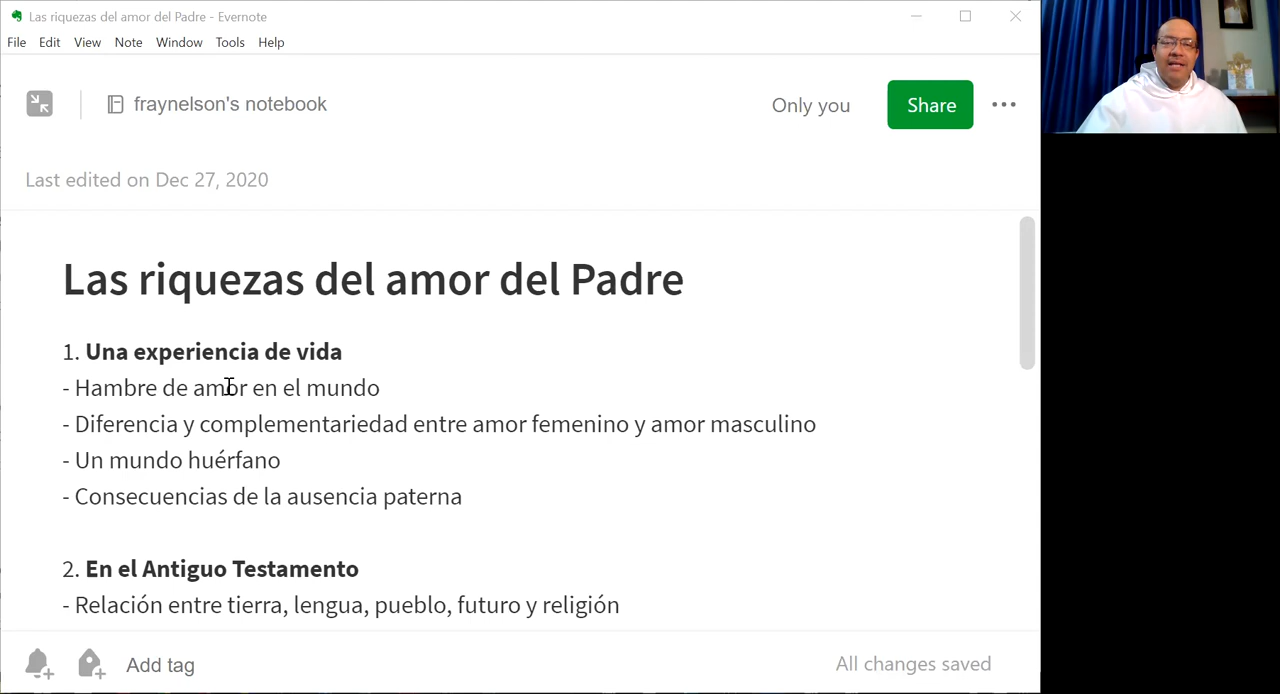 Las riquezas del amor del Padre - Evernote
File Edit View Note Window Tools Help
fraynelson's notebook
Only you
Share
Last edited on Dec 27, 2020
Las riquezas del amor del Padre
1. Una experiencia de vida
- Hambre de amor en el mundo
- Diferencia y complementariedad entre amor femenino y amor masculino
- Un mundo huérfano
- Consecuencias de la ausencia paterna
2. En el Antiguo Testamento
- Relación entre tierra, lengua, pueblo, futuro y religión
Add tag
All changes saved